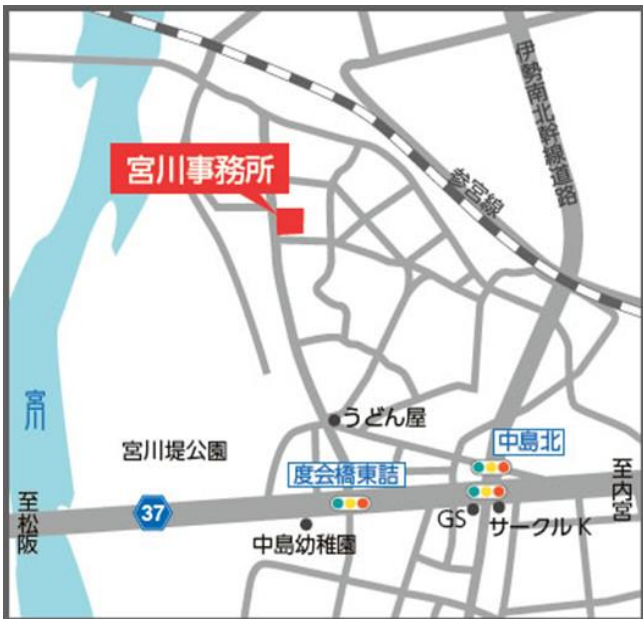 伊勢南北幹線道路
宮川事務所
参宮線
宮川
うどん屋
中島北
宮川堤公園
度会橋東詰
至内宮
至松阪
37
GS
サークルK
中島幼稚園